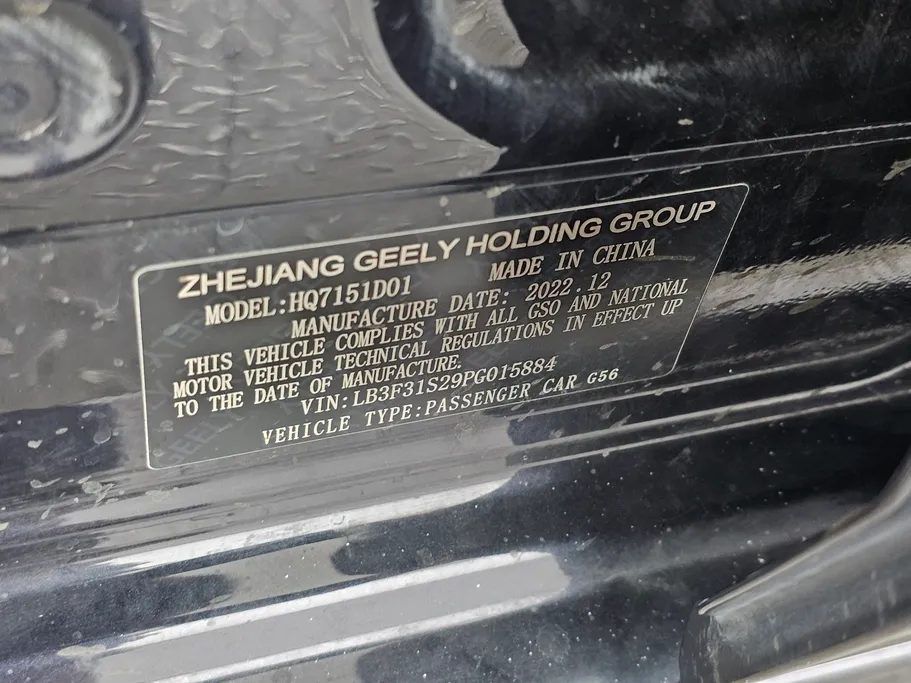 ZHEJIANG GEELY HOLDING GROUP
MODEL:HQ7151D01 MADE IN CHINA
MANUFACTURE DATE: 2022.12
THIS VEHICLE COMPLIES WITH ALL GSO AND NATIONAL
MOTOR VEHICLE TECHNICAL REGULATIONS IN EFFECT UP
TO THE DATE OF MANUFACTURE.
VIN:LB3F31S29PG015884
VEHICLE TYPE:PASSENGER CAR G56